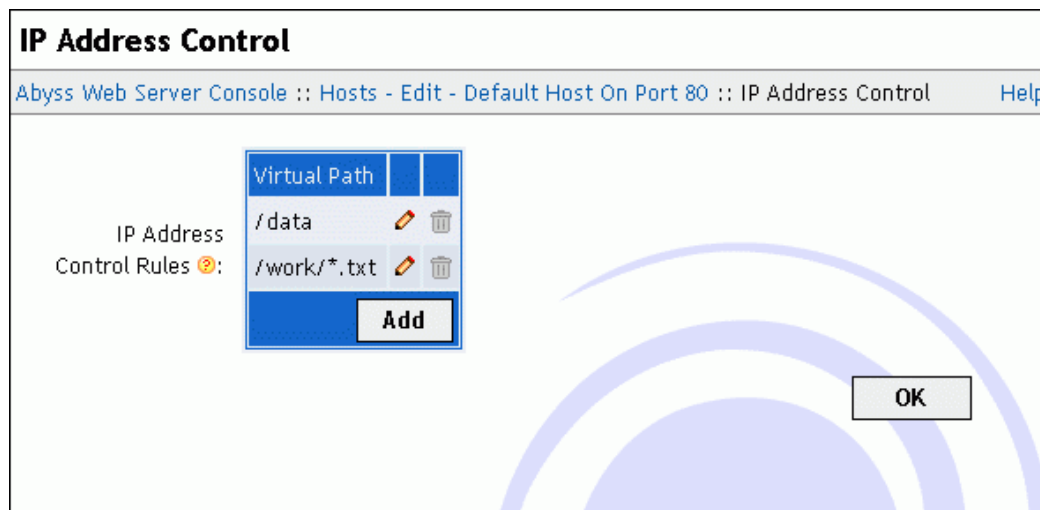 IP Address Control
Abyss Web Server Console :: Hosts - Edit - Default Host On Port 80 :: IP Address Control Help
Virtual Path
IP Address
Control Rules ?:
/data
/work/*.txt
Add
OK